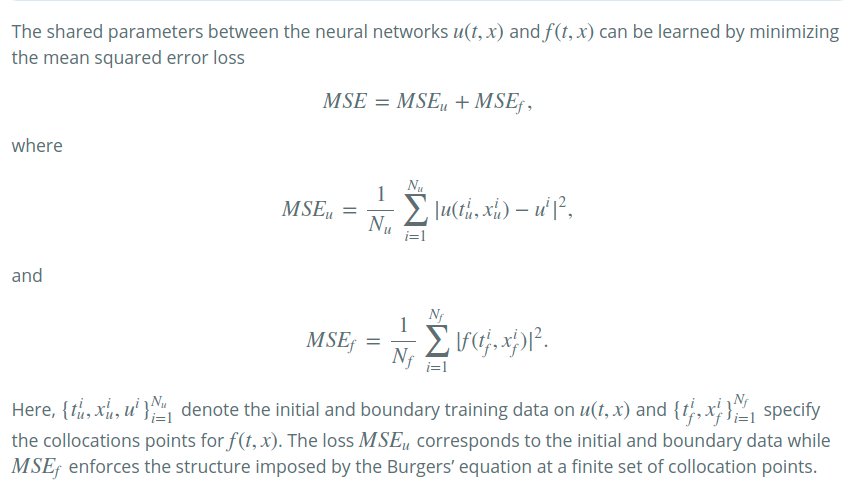 The shared parameters between the neural networks u(t, x) and f(t, x) can be learned by minimizing
the mean squared error loss
MSE = MSE_u + MSE_f,
where
MSE_u = \frac{1}{N_u} \sum_{i=1}^{N_u} |u(t_u^i, x_u^i) − u^i|^2,
and
MSE_f = \frac{1}{N_f} \sum_{i=1}^{N_f} |f(t_f^i, x_f^i)|^2.
Here, {t_u^i, x_u^i, u^i}_{i=1}^{N_u} denote the initial and boundary training data on u(t, x) and {t_f^i, x_f^i}_{i=1}^{N_f} specify
the collocations points for f(t, x). The loss MSE_u corresponds to the initial and boundary data while
MSE_f enforces the structure imposed by the Burgers’ equation at a finite set of collocation points.